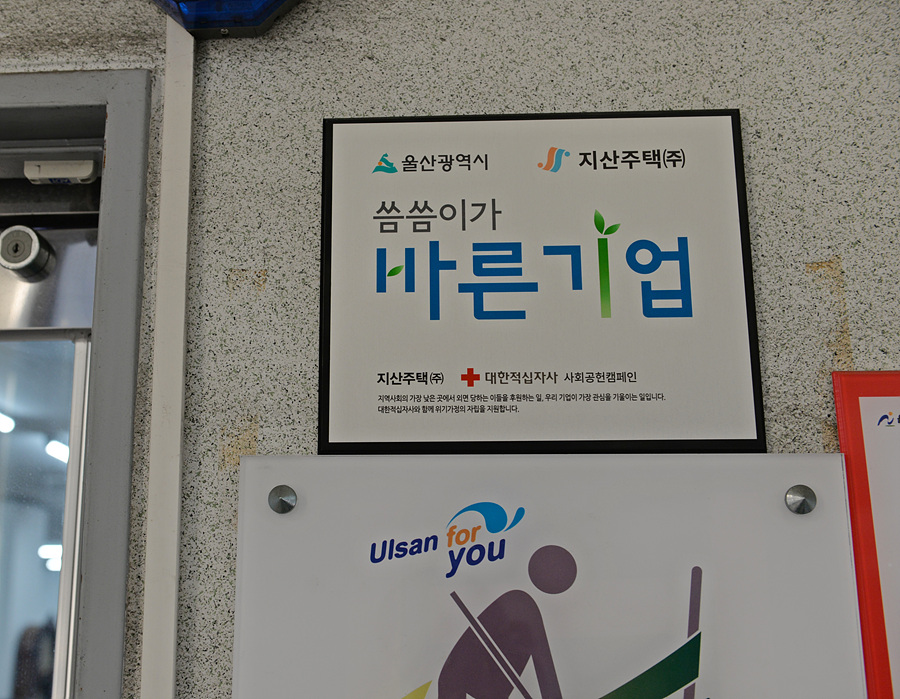 울산광역시 지산주택㈜
씀씀이가
바른기업
지산주택㈜ 대한적십자사 사회공헌캠페인
지역사회의 가장 낮은 곳에서 외면 당하는 이들을 후원하는 일, 우리 기업이 가장 관심을 기울이는 일입니다.
대한적십자사와 함께 위기가정의 자립을 지원합니다.
Ulsan for
you